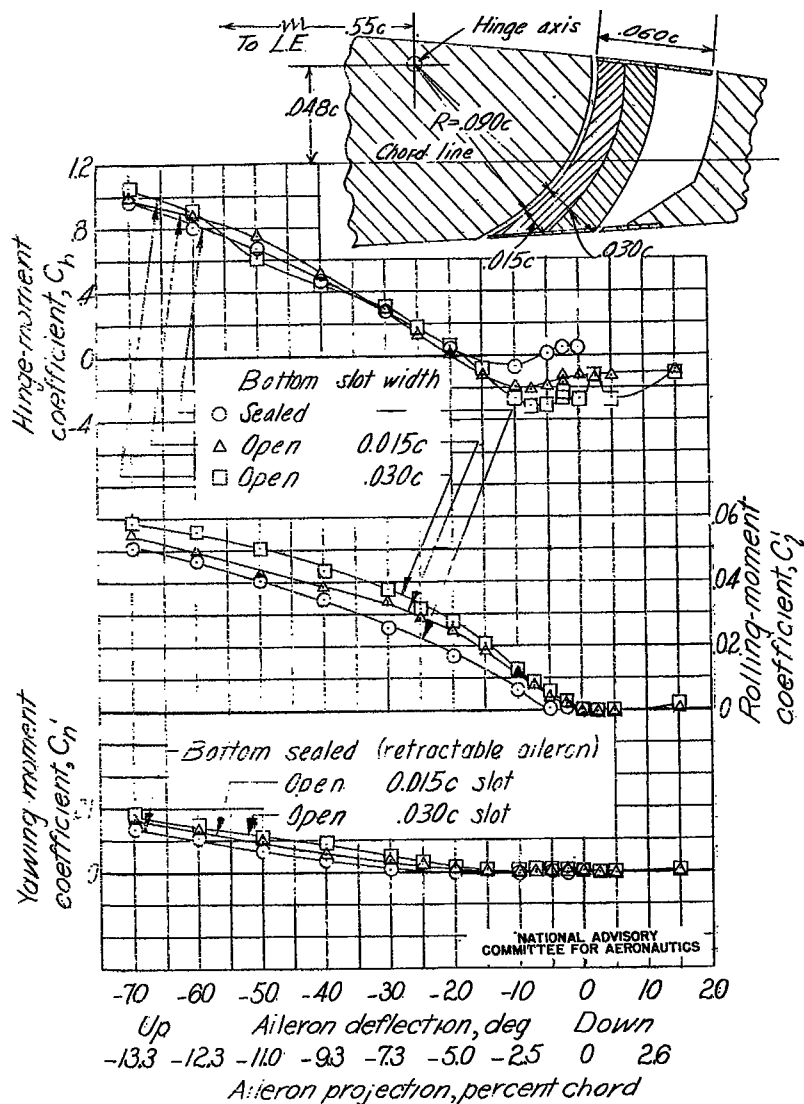 .55c
Hinge axis
To LE
.060c
.048c
R=.090c
Chord line
.015c
.030c
1.2
.8
.4
0
-.4
Hinge-moment
coefficient, Ch
Bottom slot width
Sealed —
Open 0.015c
Open .030c
.06
.04
.02
0
Rolling-moment
coefficient, Cl'
Bottom sealed (retractable aileron)
Open 0.015c slot
Open .030c slot
0
Yawing-moment
coefficient, Cn'
NATIONAL ADVISORY
COMMITTEE FOR AERONAUTICS
-70 -60 -50 -40 -30 -20 -10 0 10 20
Up Aileron deflection, deg Down
-13.3 -12.3 -11.0 -9.3 -7.3 -5.0 -2.5 0 2.6
Aileron projection, percent chord